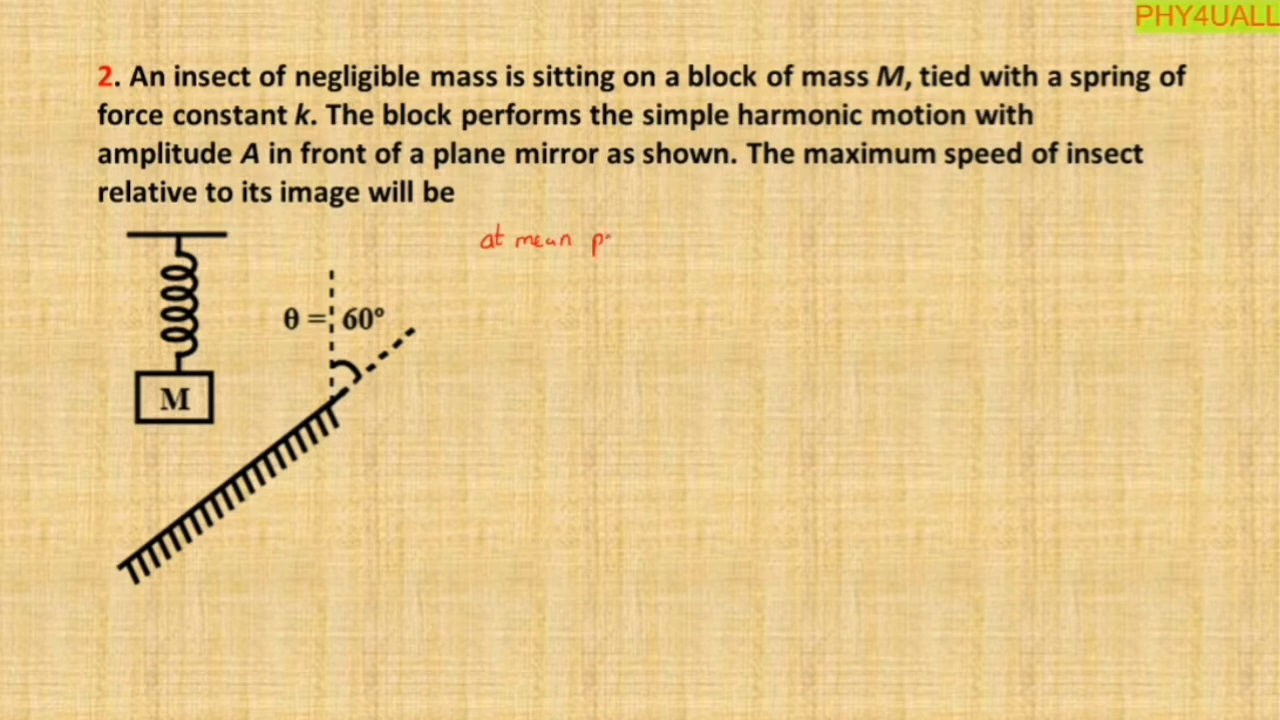 PHY4UALL
2. An insect of negligible mass is sitting on a block of mass M, tied with a spring of
force constant k. The block performs the simple harmonic motion with
amplitude A in front of a plane mirror as shown. The maximum speed of insect
relative to its image will be
at mean p
θ = 60º
M